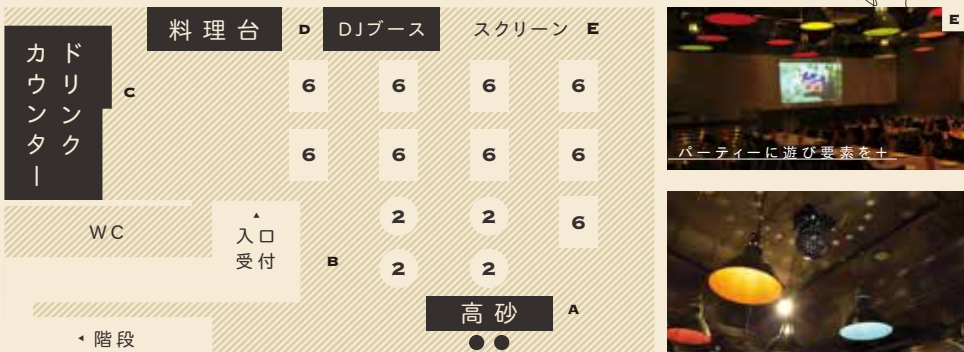 料理台
D
DJブース
スクリーン
E
ドリンク
カウンター
C
6
6
6
6
6
6
6
6
2
2
6
2
2
WC
▲
入口
受付
B
高砂
A
◀ 階段
E
パーティーに遊び要素を＋